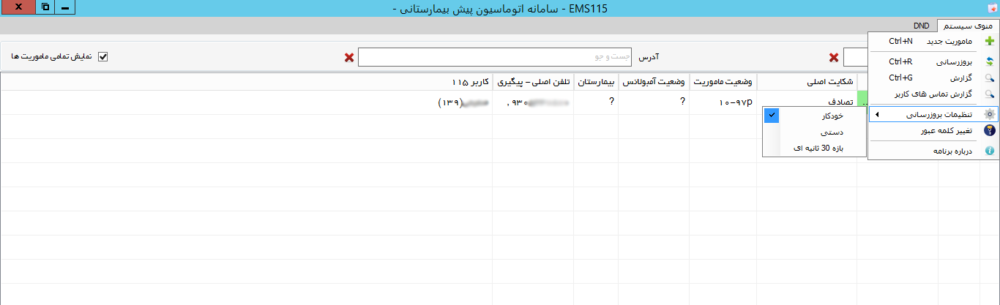 EMS115 - سامانه اتوماسیون پیش بیمارستانی -
منوی سیستم DND
ماموریت جدید Ctrl+N
بروزرسانی Ctrl+R
گزارش Ctrl+G
گزارش تماس های کاربر
تنظیمات بروزرسانی
تغییر کلمه عبور
درباره برنامه
خودکار
دستی
بازه 30 ثانیه ای
آدرس جست و جو نمایش تمامی ماموریت ها
شکایت اصلی وضعیت ماموریت وضعیت آمبولانس بیمارستان تلفن اصلی - پیگیری کاربر ۱۱۵
... تصادف ۱۰-۹۷p ? ? ۹۳۰ , (۱۳۹)